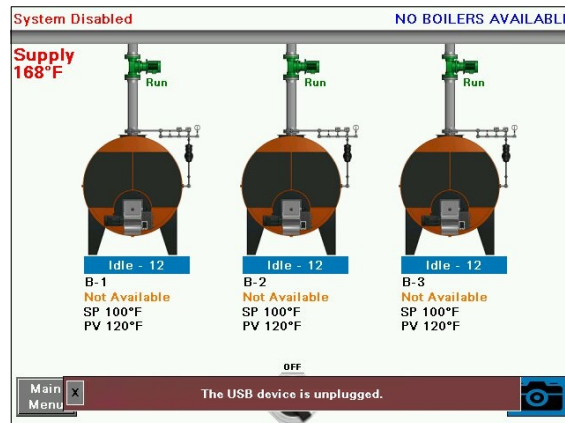 System Disabled
NO BOILERS AVAILABLE
Supply
168°F
Run
Run
Run
Idle - 12
Idle - 12
Idle - 12
B-1
B-2
B-3
Not Available
Not Available
Not Available
SP 100°F
SP 100°F
SP 100°F
PV 120°F
PV 120°F
PV 120°F
OFF
Main
Menu
X
The USB device is unplugged.